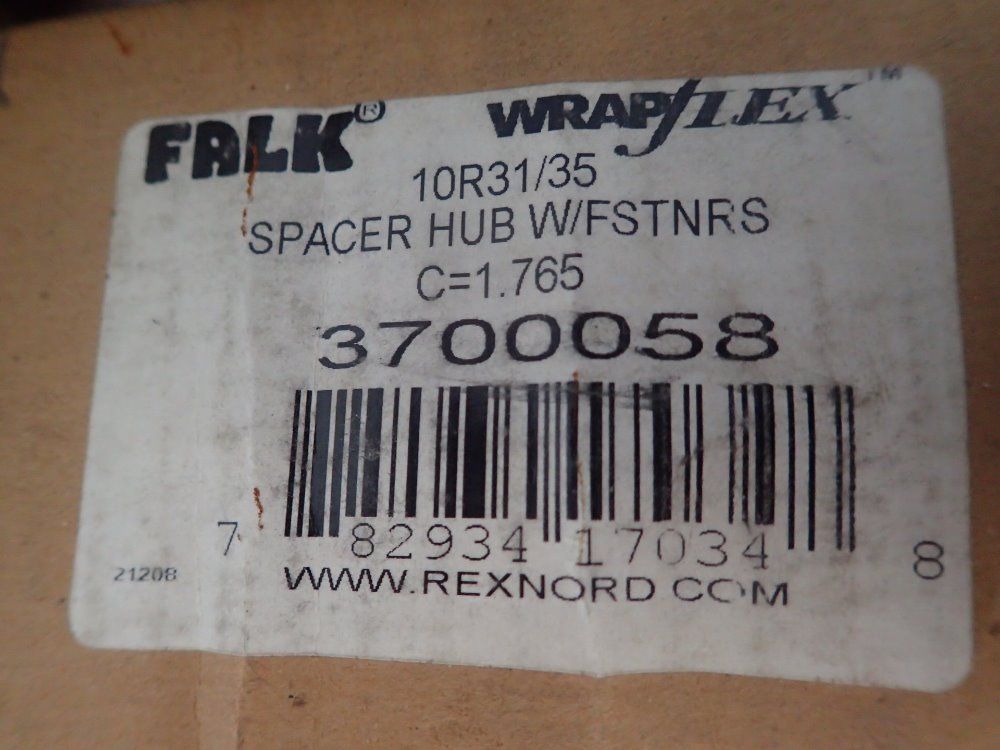 FALK® WRAPFLEX™
10R31/35
SPACER HUB W/FSTNRS
C=1.765
3700058
7 82934 17034 8
21208
WWW.REXNORD.COM